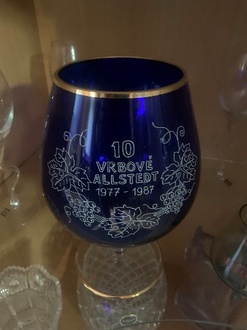 10
VRBOVÉ
ALLSTEDT
1977 - 1987